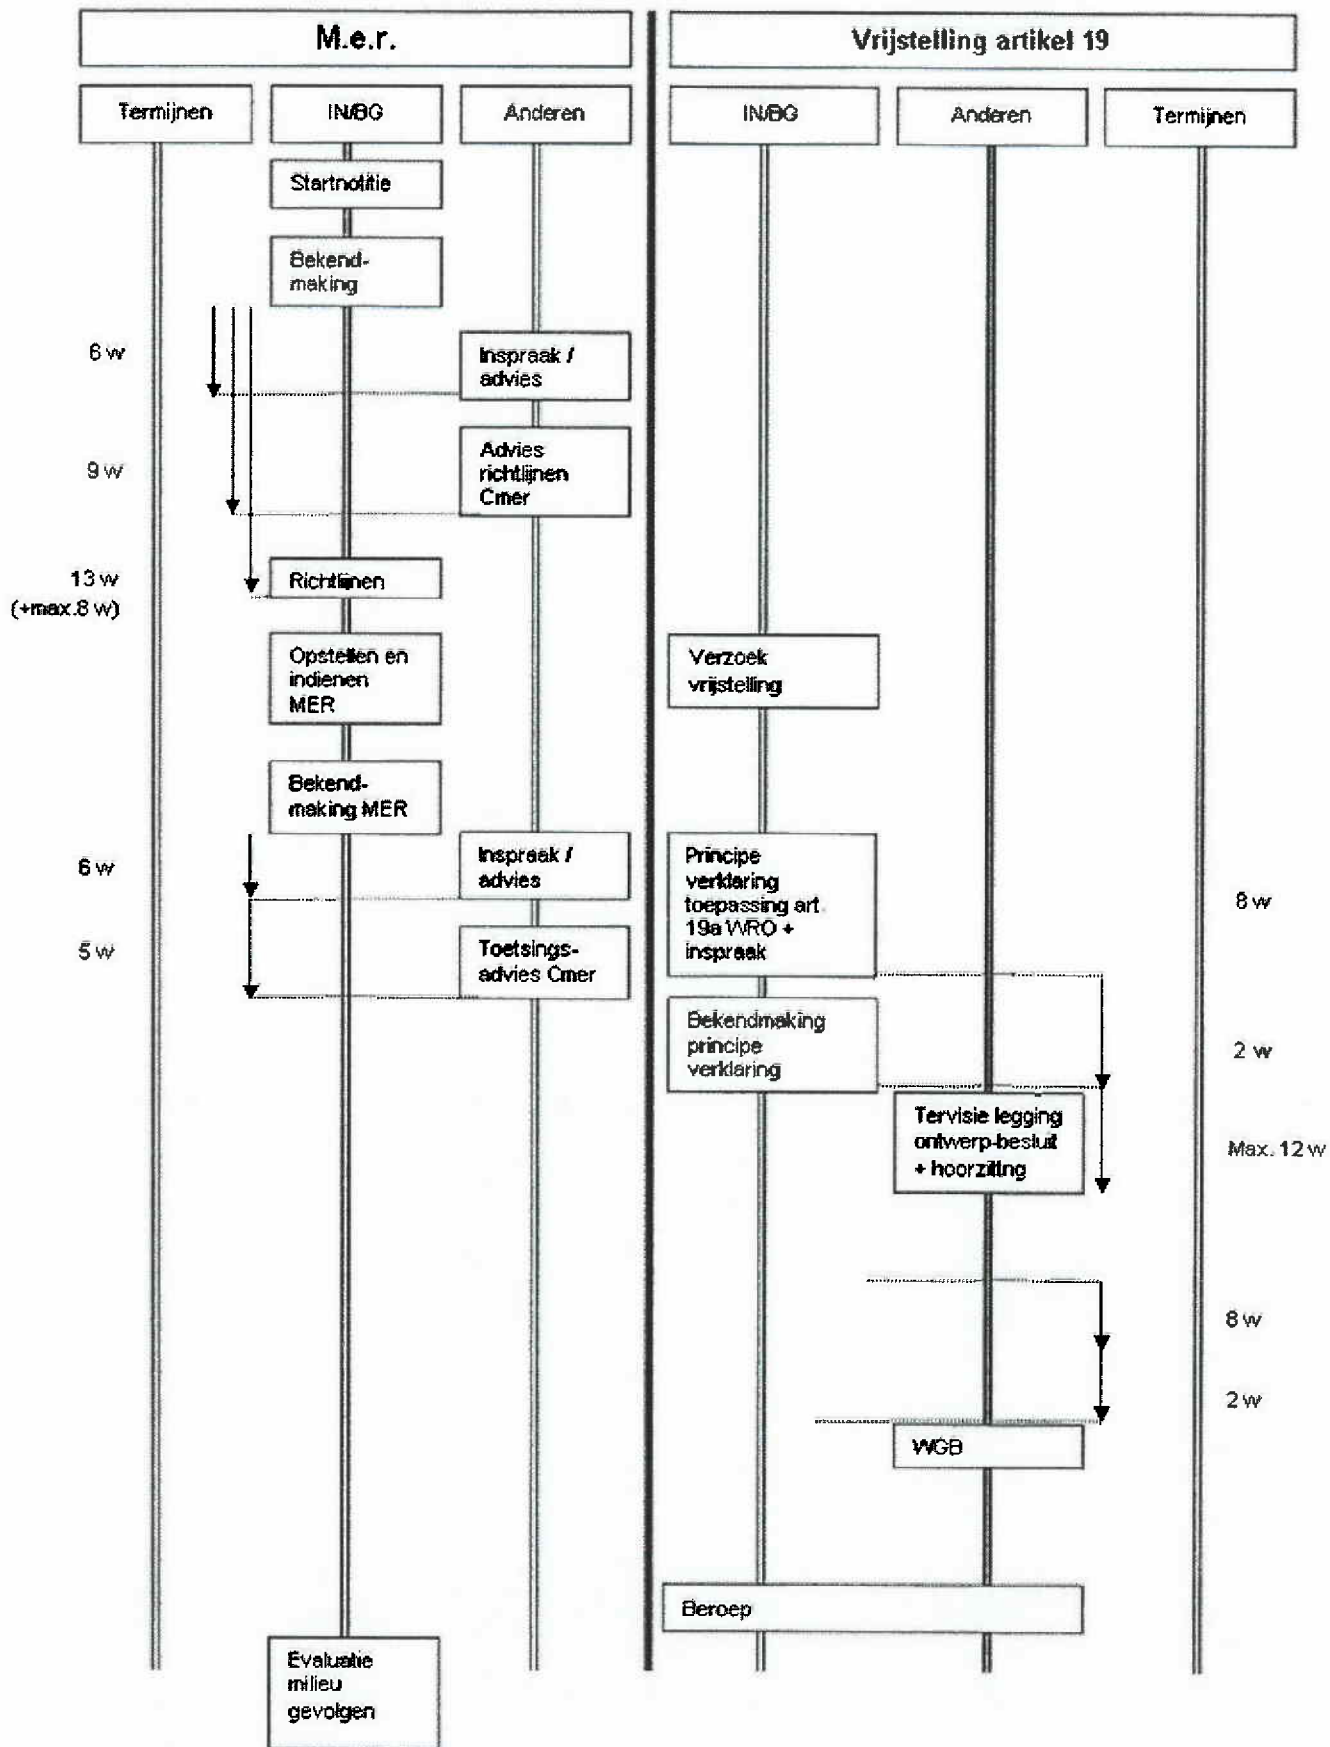 M.e.r.
Vrijstelling artikel 19
Termijnen
IN/BG
Anderen
IN/BG
Anderen
Termijnen
Startnotitie
Bekend-
making
6 w
Inspraak /
advies
9 w
Advies
richtlijnen
Cmer
13 w
(+max.8 w)
Richtlijnen
Opstellen en
indienen
MER
Verzoek
vrijstelling
Bekend-
making MER
6 w
Inspraak /
advies
Principe
verklaring
toepassing art.
19a WRO +
inspraak
8 w
5 w
Toetsings-
advies Cmer
Bekendmaking
principe
verklaring
2 w
Tervisie legging
ontwerp-besluit
+ hoorzitting
Max. 12 w
8 w
2 w
WGB
Beroep
Evaluatie
milieu
gevolgen